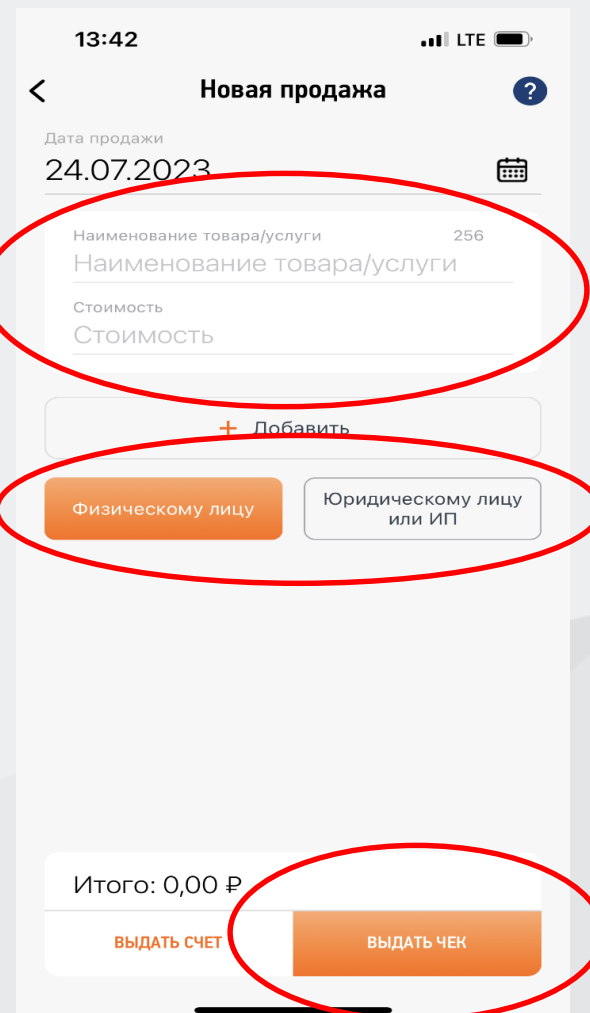 13:42
LTE
Новая продажа
?
Дата продажи
24.07.2023
Наименование товара/услуги 256
Наименование товара/услуги
Стоимость
Стоимость
+ Добавить
Физическому лицу
Юридическому лицу
или ИП
Итого: 0,00 ₽
ВЫДАТЬ СЧЕТ
ВЫДАТЬ ЧЕК